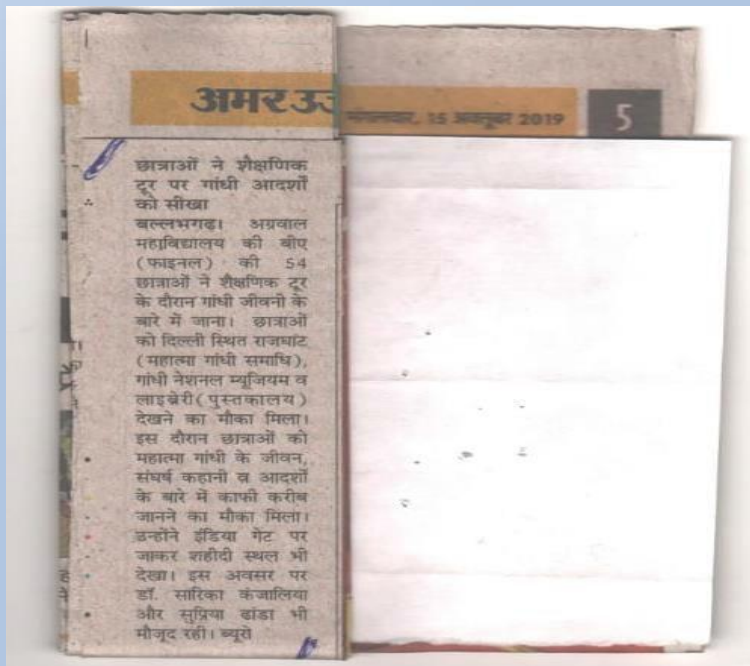 अमर उज
मंगलवार, 15 अक्तूबर 2019
5
छात्राओं ने शैक्षणिक
टूर पर गांधी आदर्शों
को सीखा
बल्लभगढ़। अग्रवाल
महाविद्यालय की बीए
(फाइनल) की 54
छात्राओं ने शैक्षणिक टूर
के दौरान गांधी जीवनी के
बारे में जाना। छात्राओं
को दिल्ली स्थित राजघाट
(महात्मा गांधी समाधि),
गांधी नेशनल म्यूजियम व
लाइब्रेरी(पुस्तकालय)
देखने का मौका मिला।
इस दौरान छात्राओं को
महात्मा गांधी के जीवन,
संघर्ष कहानी व आदर्शों
के बारे में काफी करीब
जानने का मौका मिला।
उन्होंने इंडिया गेट पर
जाकर शहीदी स्थल भी
देखा। इस अवसर पर
डॉ. सारिका कंजालिया
और सुप्रिया ढांडा भी
मौजूद रही। ब्यूरो